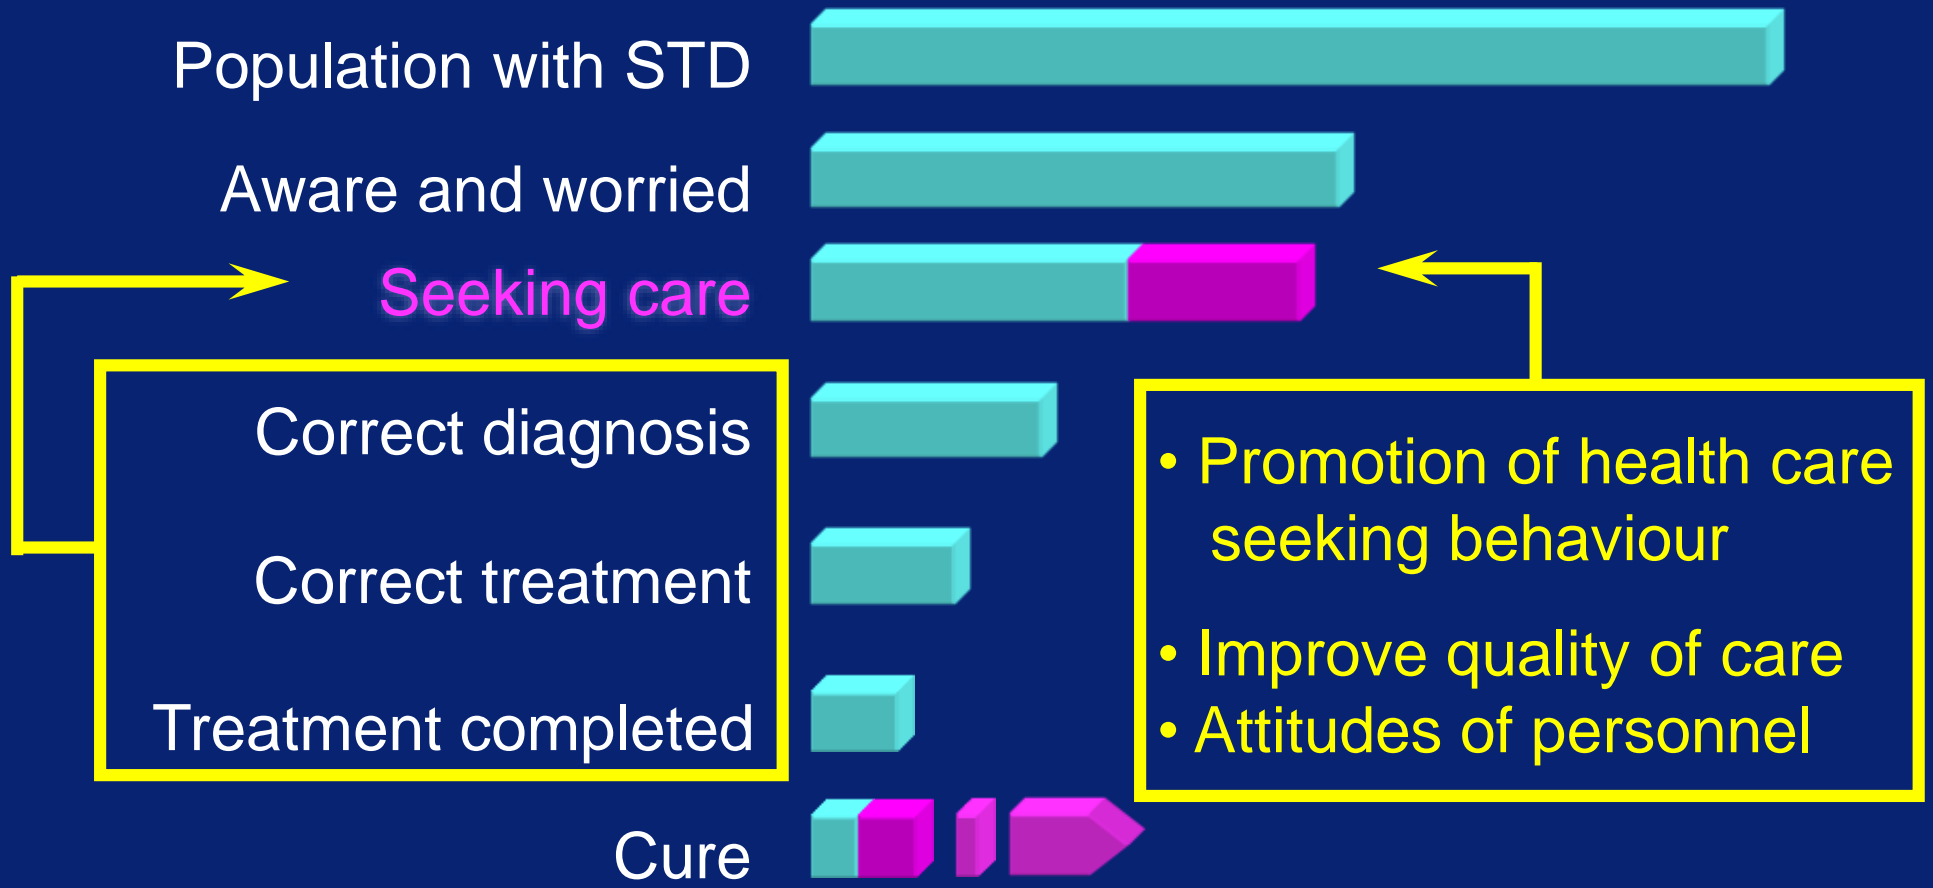 Population with STD
Aware and worried
Seeking care
Correct diagnosis
Correct treatment
Treatment completed
Cure
• Promotion of health care
seeking behaviour
• Improve quality of care
• Attitudes of personnel